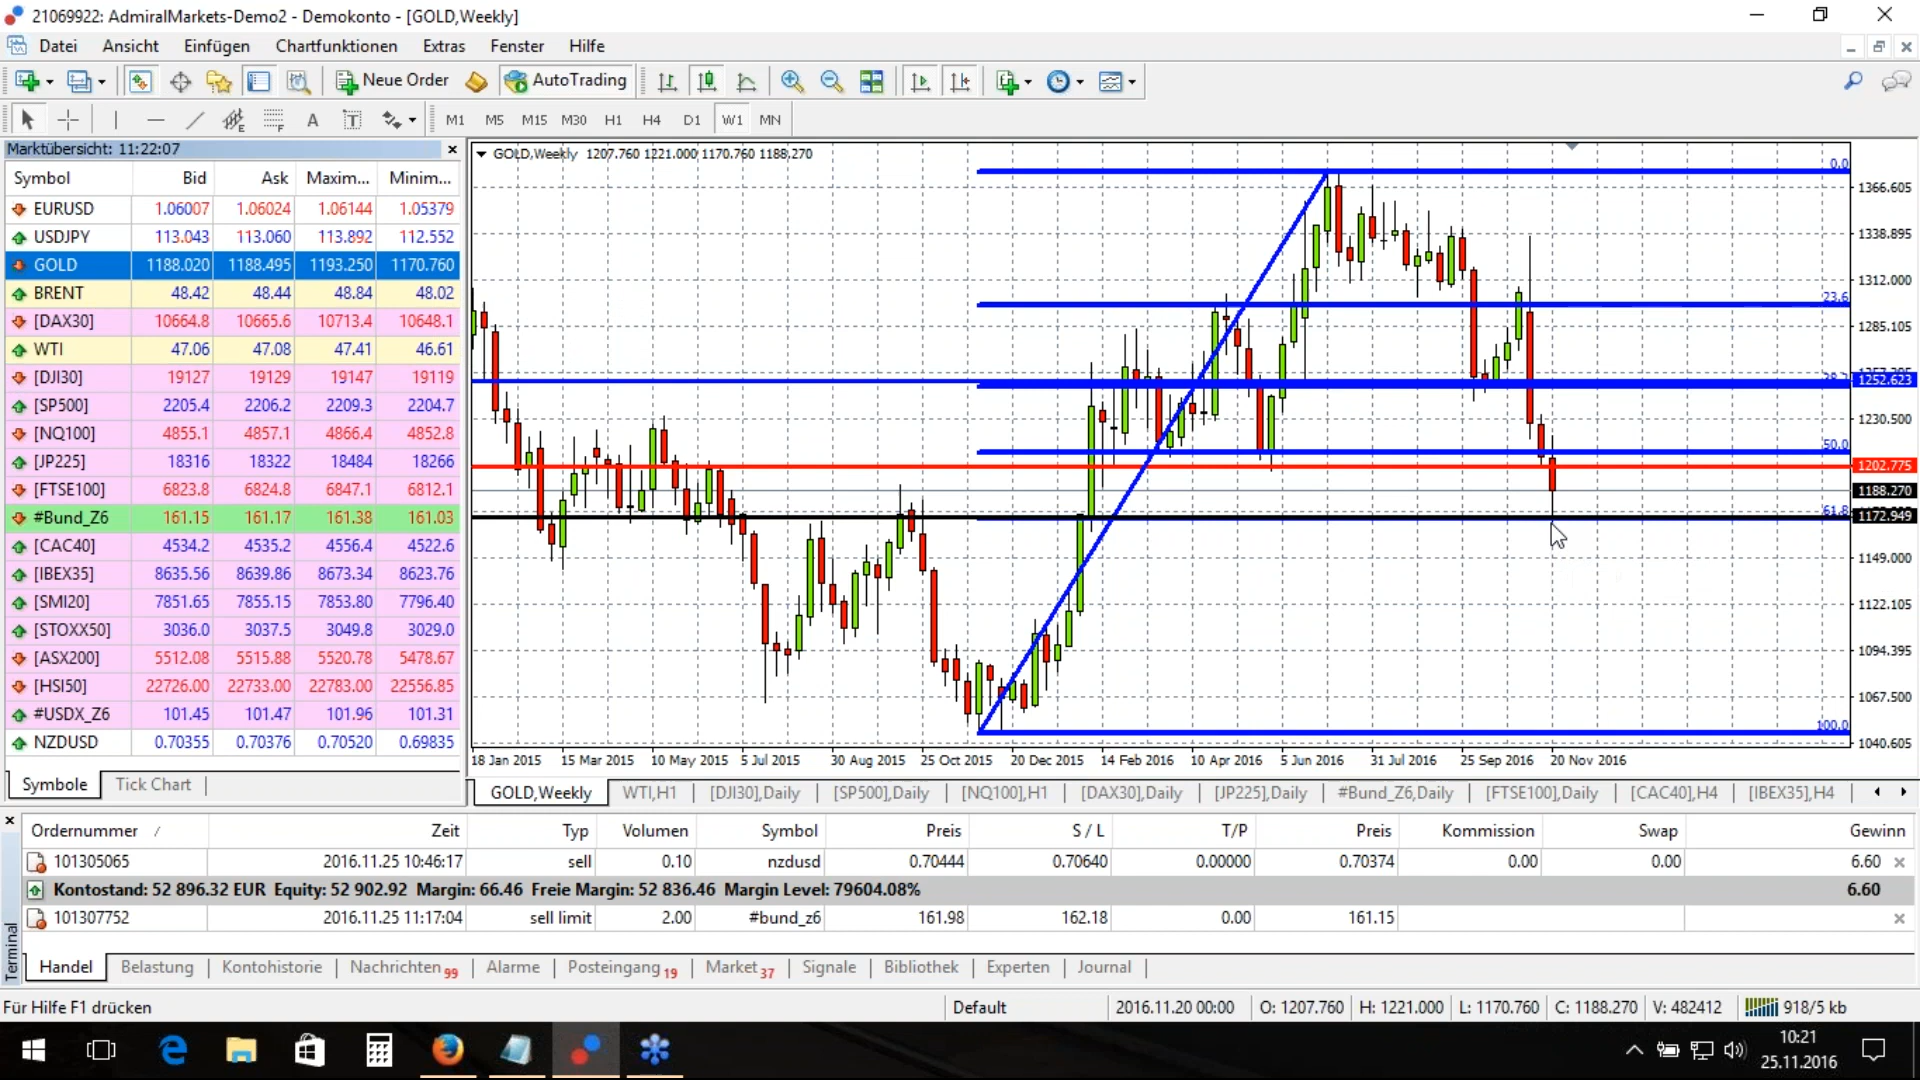 21069922: AdmiralMarkets-Demo2 - Demokonto - [GOLD,Weekly]
Datei Ansicht Einfügen Chartfunktionen Extras Fenster Hilfe
Neue Order AutoTrading
A T M1 M5 M15 M30 H1 H4 D1 W1 MN
Marktübersicht: 11:22:07
Symbol Bid Ask Maxim... Minim...
EURUSD 1.06007 1.06024 1.06144 1.05379
USDJPY 113.043 113.060 113.892 112.552
GOLD 1188.020 1188.495 1193.250 1170.760
BRENT 48.42 48.44 48.84 48.02
[DAX30] 10664.8 10665.6 10713.4 10648.1
WTI 47.06 47.08 47.41 46.61
[DJI30] 19127 19129 19147 19119
[SP500] 2205.4 2206.2 2209.3 2204.7
[NQ100] 4855.1 4857.1 4866.4 4852.8
[JP225] 18316 18322 18484 18266
[FTSE100] 6823.8 6824.8 6847.1 6812.1
#Bund_Z6 161.15 161.17 161.38 161.03
[CAC40] 4534.2 4535.2 4556.4 4522.6
[IBEX35] 8635.56 8639.86 8673.34 8623.76
[SMI20] 7851.65 7855.15 7853.80 7796.40
[STOXX50] 3036.0 3037.5 3049.8 3029.0
[ASX200] 5512.08 5515.88 5520.78 5478.67
[HSI50] 22726.00 22733.00 22783.00 22556.85
#USDX_Z6 101.45 101.47 101.96 101.31
NZDUSD 0.70355 0.70376 0.70520 0.69835
Symbole Tick Chart
GOLD,Weekly 1207.760 1221.000 1170.760 1188.270
0.0
1366.605
1338.895
1312.000
23.6
1285.105
1252.623
1230.500
50.0
1202.775
1188.270
61.8
1172.949
1149.000
1122.105
1094.395
1067.500
100.0
1040.605
18 Jan 2015 15 Mar 2015 10 May 2015 5 Jul 2015 30 Aug 2015 25 Oct 2015 20 Dec 2015 14 Feb 2016 10 Apr 2016 5 Jun 2016 31 Jul 2016 25 Sep 2016 20 Nov 2016
GOLD,Weekly WTI,H1 [DJI30],Daily [SP500],Daily [NQ100],H1 [DAX30],Daily [JP225],Daily #Bund_Z6,Daily [FTSE100],Daily [CAC40],H4 [IBEX35],H4
Ordernummer / Zeit Typ Volumen Symbol Preis S / L T/P Preis Kommission Swap Gewinn
101305065 2016.11.25 10:46:17 sell 0.10 nzdusd 0.70444 0.70640 0.00000 0.70374 0.00 0.00 6.60
Kontostand: 52 896.32 EUR Equity: 52 902.92 Margin: 66.46 Freie Margin: 52 836.46 Margin Level: 79604.08% 6.60
101307752 2016.11.25 11:17:04 sell limit 2.00 #bund_z6 161.98 162.18 0.00 161.15
Terminal
Handel Belastung Kontohistorie Nachrichten 99 Alarme Posteingang 19 Market 37 Signale Bibliothek Experten Journal
Für Hilfe F1 drücken Default 2016.11.20 00:00 O: 1207.760 H: 1221.000 L: 1170.760 C: 1188.270 V: 482412 918/5 kb
10:21
25.11.2016